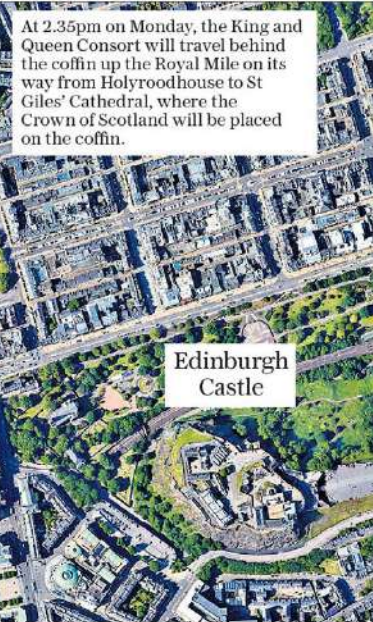 At 2.35pm on Monday, the King and
Queen Consort will travel behind
the coffin up the Royal Mile on its
way from Holyroodhouse to St
Giles’ Cathedral, where the
Crown of Scotland will be placed
on the coffin.
Edinburgh
Castle